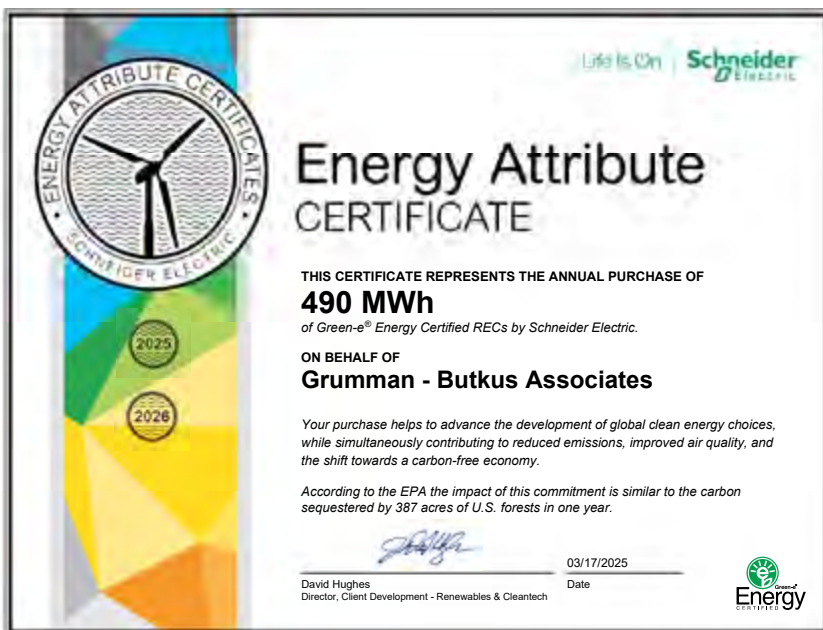 Life Is On | Schneider
Electric
ENERGY ATTRIBUTE CERTIFICATES
SCHNEIDER ELECTRIC
Energy Attribute
CERTIFICATE
THIS CERTIFICATE REPRESENTS THE ANNUAL PURCHASE OF
490 MWh
of Green-e® Energy Certified RECs by Schneider Electric.
ON BEHALF OF
Grumman - Butkus Associates
2025
2026
Your purchase helps to advance the development of global clean energy choices,
while simultaneously contributing to reduced emissions, improved air quality, and
the shift towards a carbon-free economy.
According to the EPA the impact of this commitment is similar to the carbon
sequestered by 387 acres of U.S. forests in one year.
03/17/2025
David Hughes
Date
Director, Client Development - Renewables & Cleantech
Green-e®
Energy
CERTIFIED